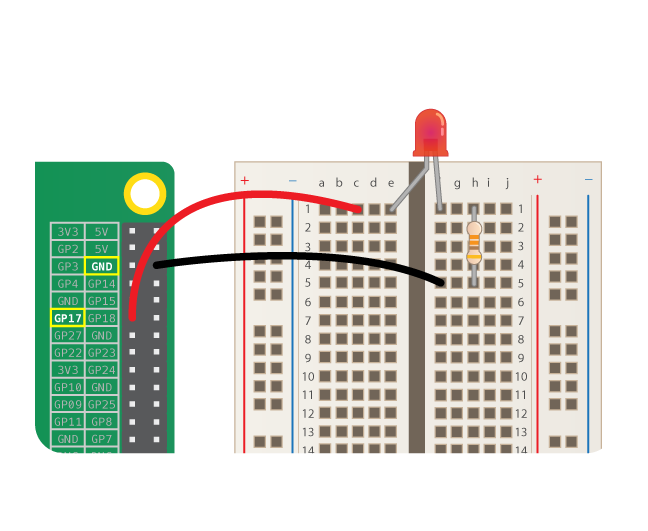 + − a b c d e g h i j + −
3V3 5V
GP2 5V
GP3 GND
GP4 GP14
GND GP15
GP17 GP18
GP27 GND
GP22 GP23
3V3 GP24
GP10 GND
GP09 GP25
GP11 GP8
GND GP7
1 1
2 2
3 3
4 4
5 5
6 6
7 7
8 8
9 9
10 10
11 11
12 12
13 13
14 14